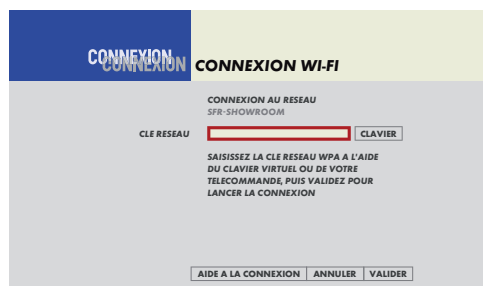 CONNEXION
CONNEXION
CONNEXION WI-FI
CONNEXION AU RESEAU
SFR-SHOWROOM
CLE RESEAU
CLAVIER
SAISISSEZ LA CLE RESEAU WPA A L'AIDE
DU CLAVIER VIRTUEL OU DE VOTRE
TELECOMMANDE, PUIS VALIDEZ POUR
LANCER LA CONNEXION
AIDE A LA CONNEXION ANNULER VALIDER